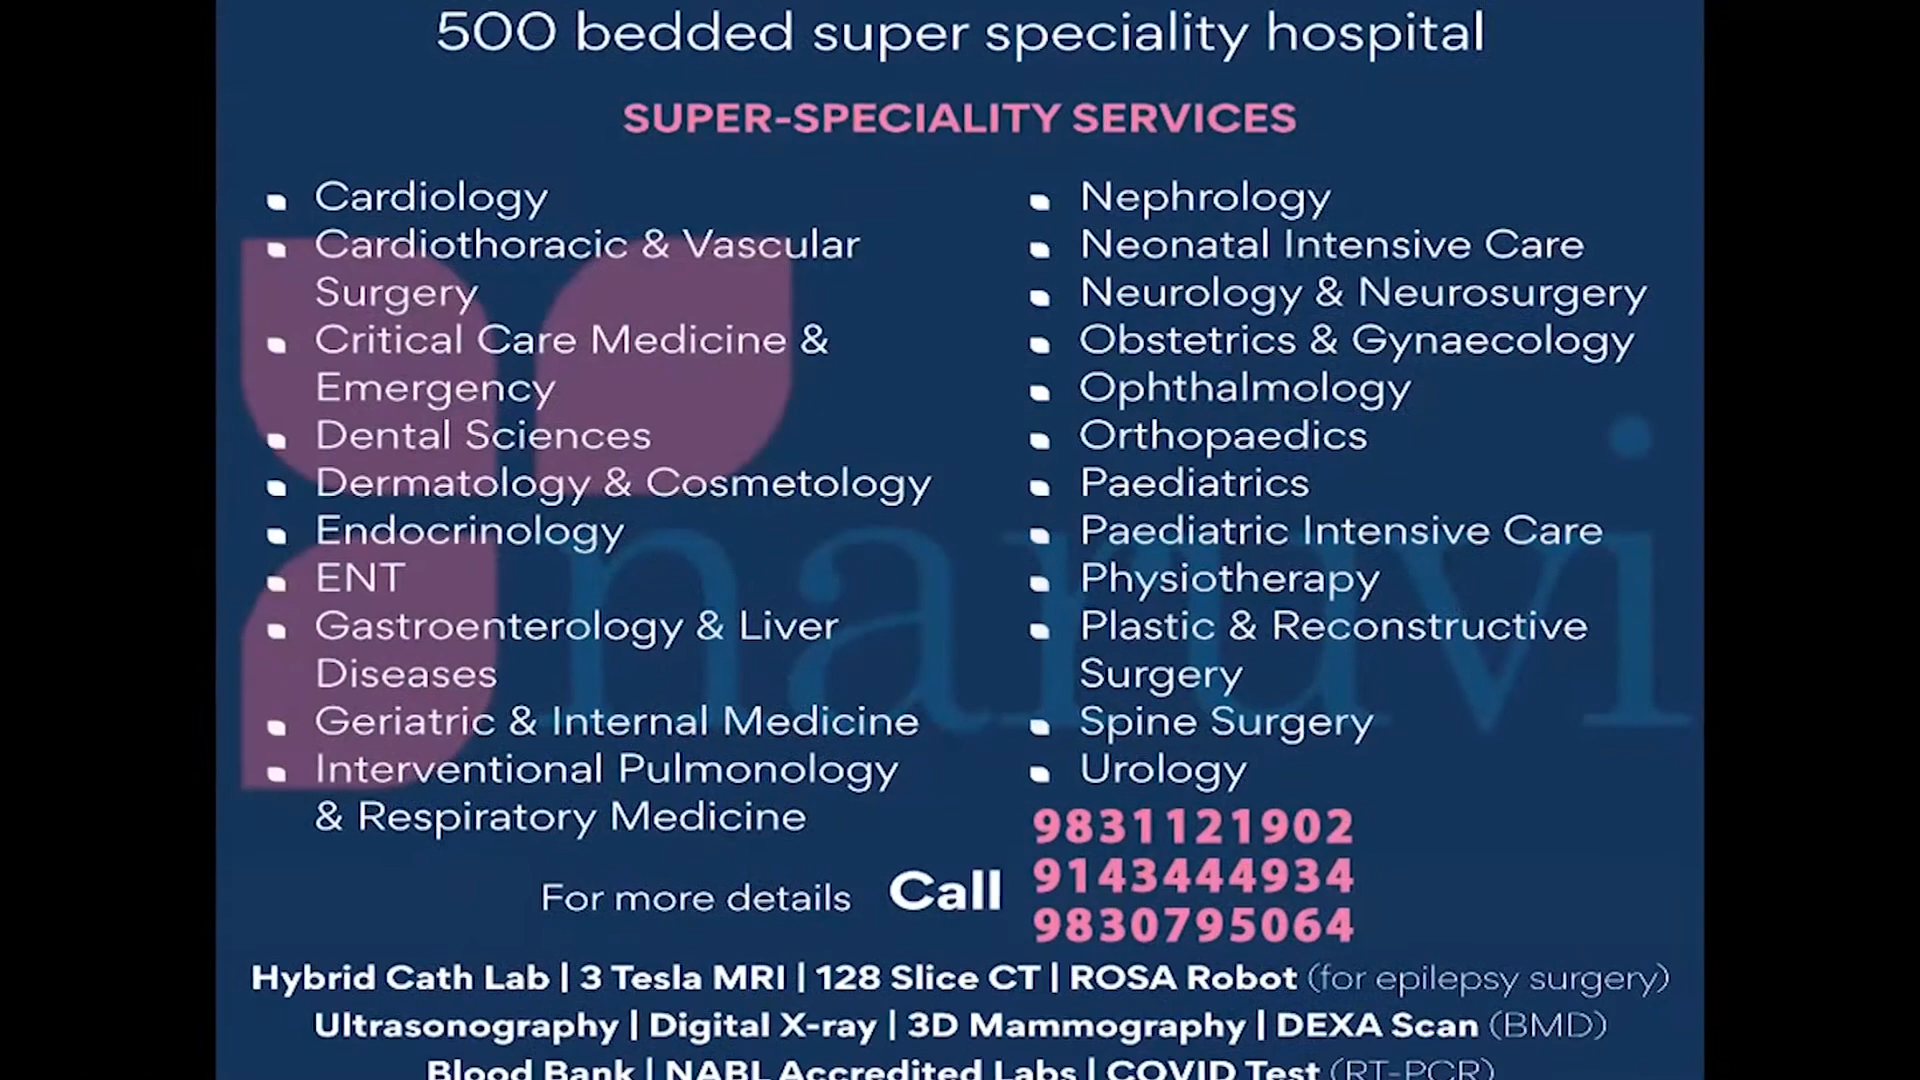 500 bedded super speciality hospital
SUPER-SPECIALITY SERVICES
Cardiology
Cardiothoracic & Vascular
Surgery
Critical Care Medicine &
Emergency
Dental Sciences
Dermatology & Cosmetology
Endocrinology
ENT
Gastroenterology & Liver
Diseases
Geriatric & Internal Medicine
Interventional Pulmonology
& Respiratory Medicine
Nephrology
Neonatal Intensive Care
Neurology & Neurosurgery
Obstetrics & Gynaecology
Ophthalmology
Orthopaedics
Paediatrics
Paediatric Intensive Care
Physiotherapy
Plastic & Reconstructive
Surgery
Spine Surgery
Urology
naruvi
For more details Call
9831121902
9143444934
9830795064
Hybrid Cath Lab | 3 Tesla MRI | 128 Slice CT | ROSA Robot (for epilepsy surgery)
Ultrasonography | Digital X-ray | 3D Mammography | DEXA Scan (BMD)
Blood Bank | NABL Accredited Labs | COVID Test (RT-PCR)